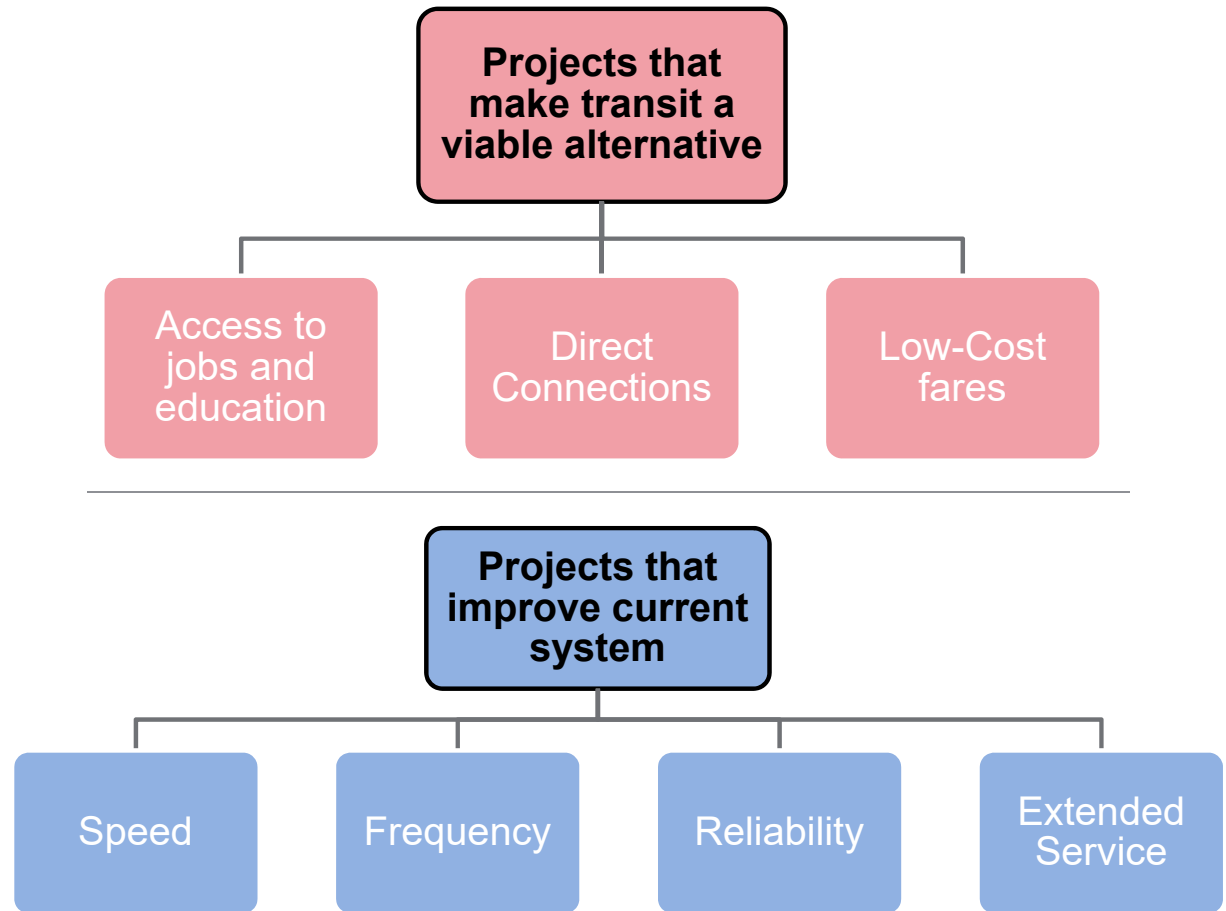 Projects that
make transit a
viable alternative
Access to
jobs and
education
Direct
Connections
Low-Cost
fares
Projects that
improve current
system
Speed
Frequency
Reliability
Extended
Service